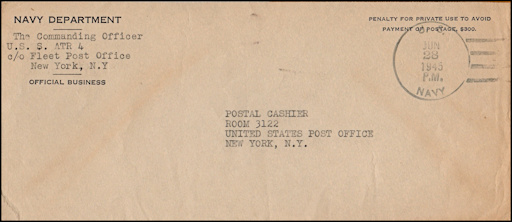 NAVY DEPARTMENT
The Commanding Officer
U.S. S. ATR 4
c/o Fleet Post Office
New York, N.Y
OFFICIAL BUSINESS
PENALTY FOR PRIVATE USE TO AVOID
PAYMENT OF POSTAGE, $300.
JUN
28
1945
P.M.
NAVY
POSTAL CASHIER
ROOM 3122
UNITED STATES POST OFFICE
NEW YORK, N.Y.